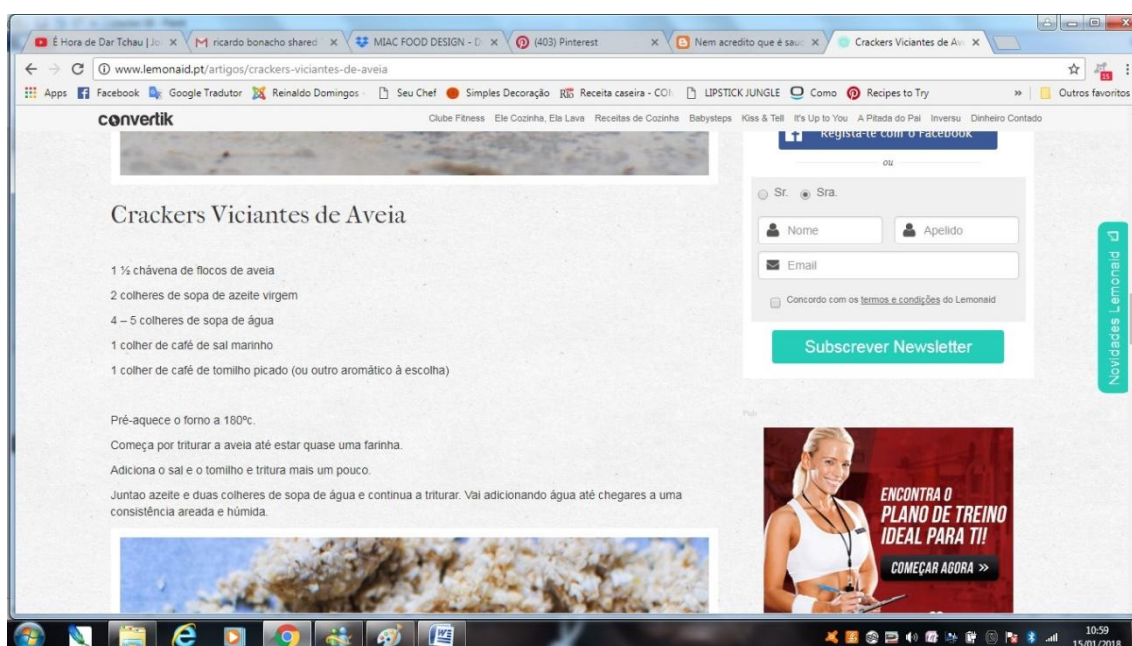 É Hora de Dar Tchau | Jo
ricardo bonacho shared
MIAC FOOD DESIGN - D
(403) Pinterest
Nem acredito que é sauc
Crackers Viciantes de Av
www.lemonaid.pt/artigos/crackers-viciantes-de-aveia
15
Apps Facebook Google Tradutor Reinaldo Domingos - Seu Chef Simples Decoração RG Receita caseira - LIPSTICK JUNGLE Como Recipes to Try » Outros favoritos
convertik
Clube Fitness Ele Cozinha, Ela Lava Receitas de Cozinha Babysteps Kiss & Tell It's Up to You A Pitada do Pai Inversu Dinheiro Contado
Regista-te com o Facebook
ou
Sr. Sra.
Nome Apelido
Email
Concordo com os termos e condições do Lemonaid
Subscrever Newsletter
Novidades Lemonaid
Crackers Viciantes de Aveia
1 ½ chávena de flocos de aveia
2 colheres de sopa de azeite virgem
4 – 5 colheres de sopa de água
1 colher de café de sal marinho
1 colher de café de tomilho picado (ou outro aromático à escolha)
Pré-aquece o forno a 180ºc.
Começa por triturar a aveia até estar quase uma farinha.
Adiciona o sal e o tomilho e tritura mais um pouco.
Juntao azeite e duas colheres de sopa de água e continua a triturar. Vai adicionando água até chegares a uma
consistência areada e húmida.
Pub
ENCONTRA O
PLANO DE TREINO
IDEAL PARA TI!
COMEÇAR AGORA »
10:59
15/01/2018